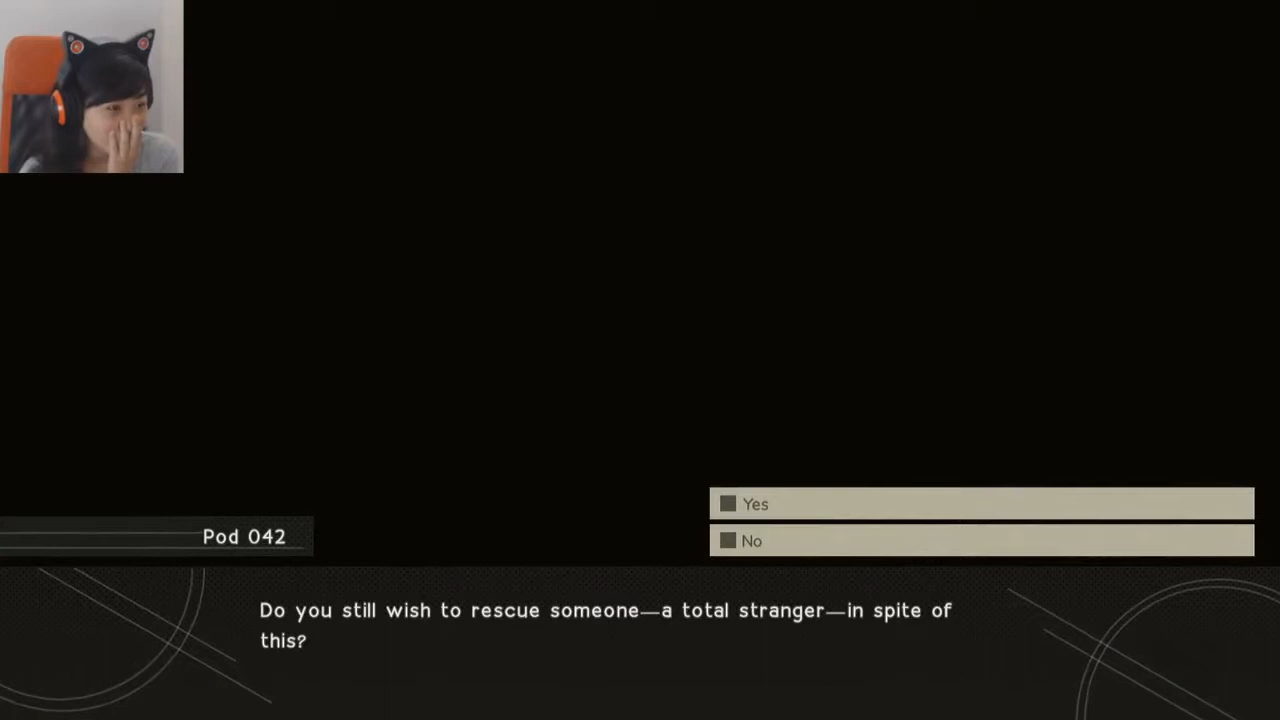 Yes
No
Pod 042
Do you still wish to rescue someone—a total stranger—in spite of
this?